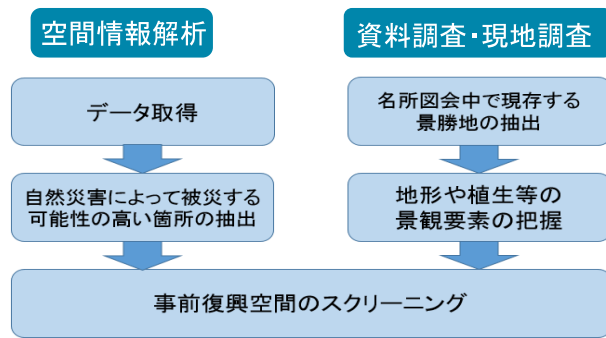 空間情報解析
資料調査・現地調査
データ取得
名所図会中で現存する
景勝地の抽出
自然災害によって被災する
可能性の高い箇所の抽出
地形や植生等の
景観要素の把握
事前復興空間のスクリーニング